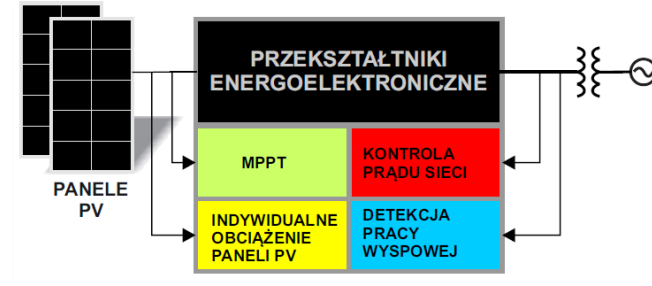 PRZEKSZTAŁTNIKI
ENERGOELEKTRONICZNE
MPPT
KONTROLA
PRĄDU SIECI
PANELE
PV
INDYWIDUALNE
OBCIĄŻENIE
PANELI PV
DETEKCJA
PRACY
WYSPOWEJ